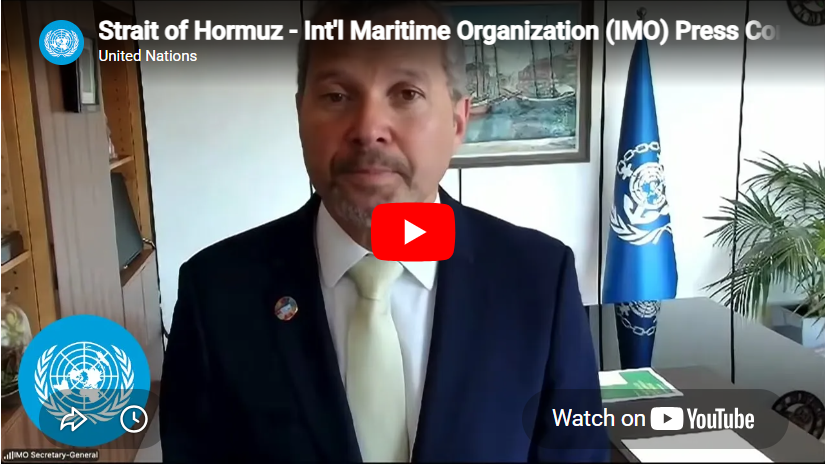 Strait of Hormuz - Int'l Maritime Organization (IMO) Press Co
United Nations
Watch on YouTube
IMO Secretary-General